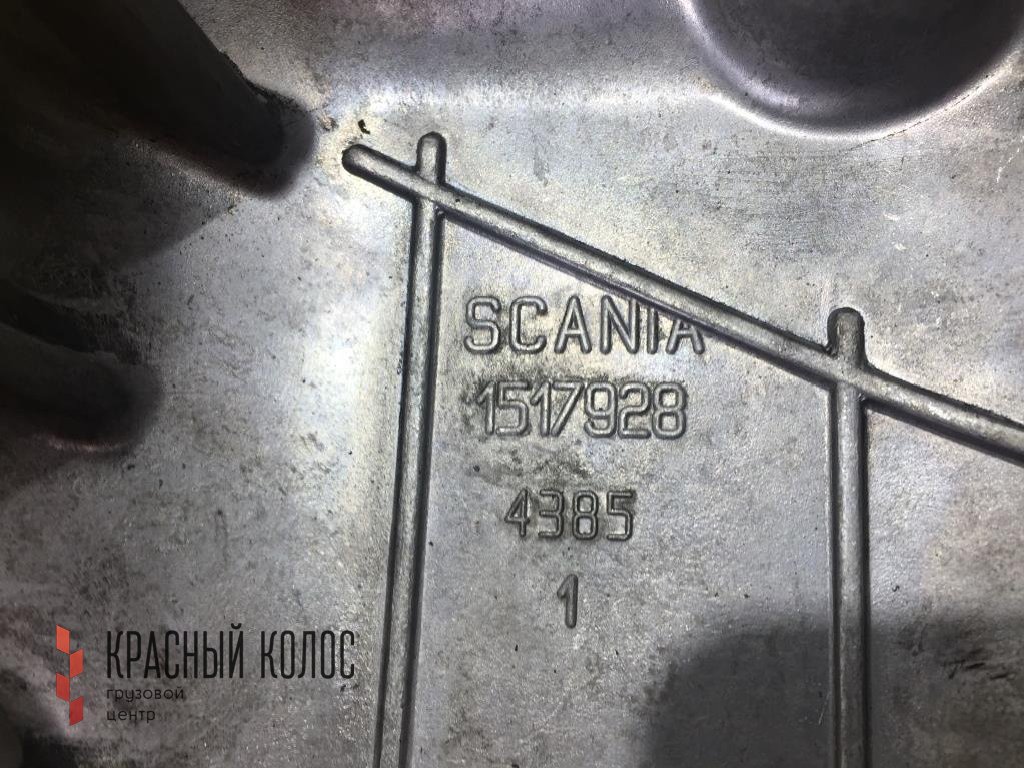 SCANIA
1517928
4385
1
КРАСНЫЙ КОЛОС
грузовой
центр